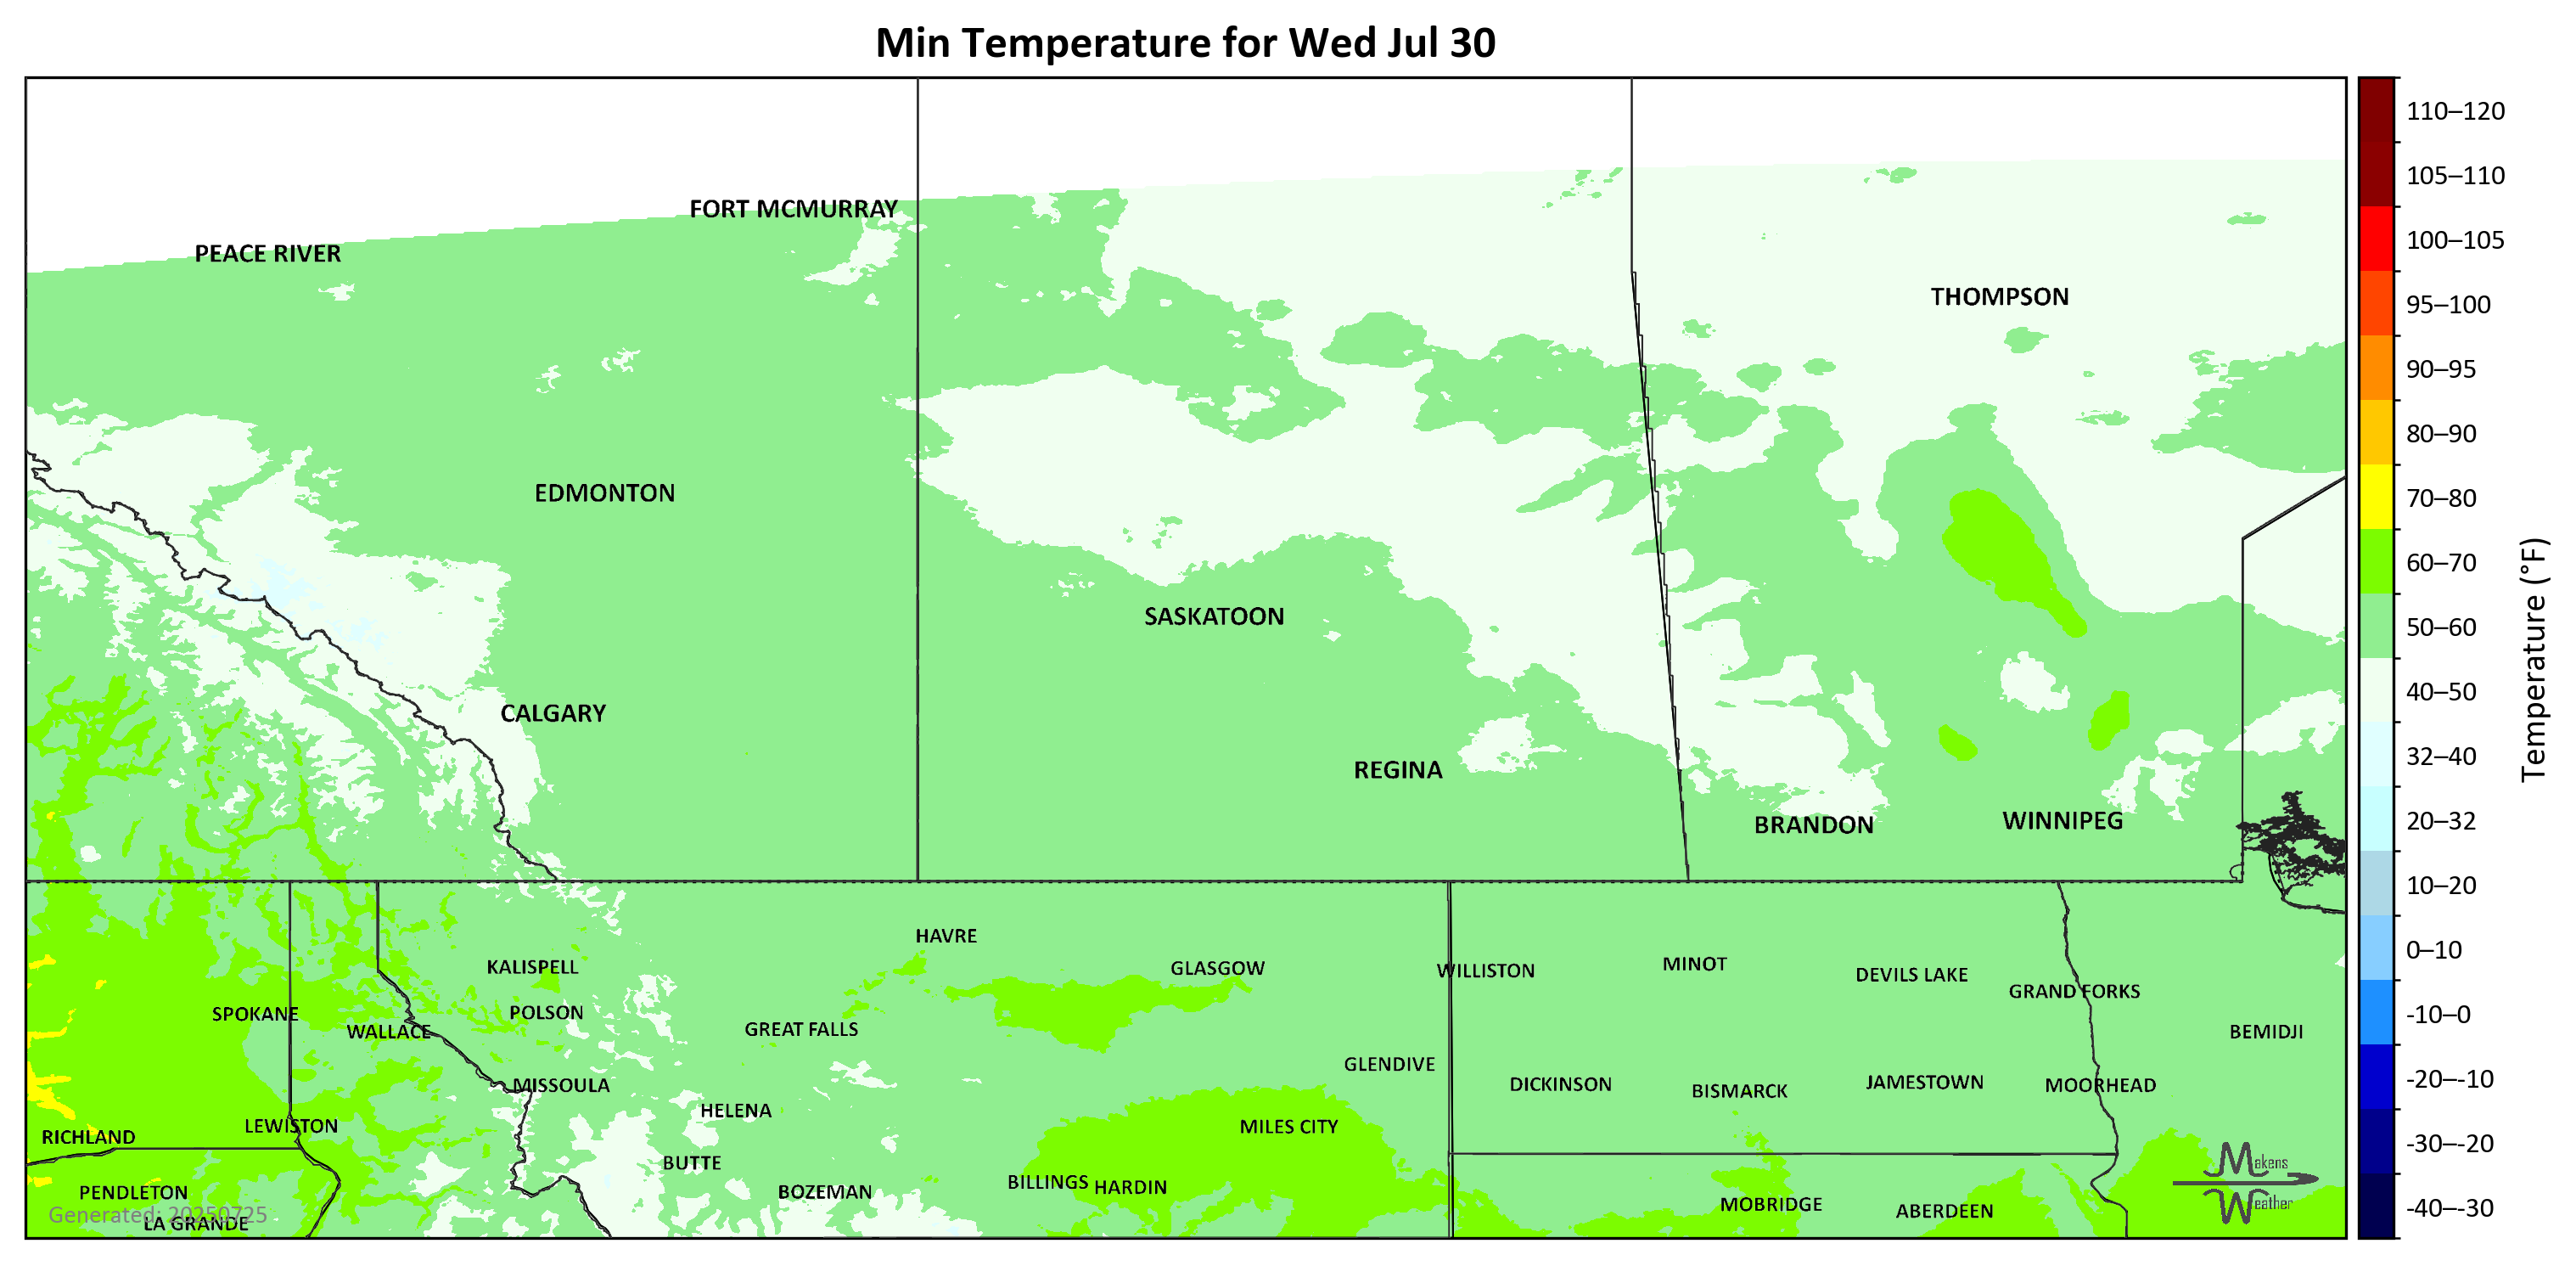 Min Temperature for Wed Jul 30
110–120
105–110
100–105
95–100
90–95
80–90
70–80
60–70
50–60
40–50
32–40
20–32
10–20
0–10
-10–0
-20–-10
-30–-20
-40–-30
Temperature (°F)
FORT MCMURRAY
PEACE RIVER
THOMPSON
EDMONTON
SASKATOON
CALGARY
REGINA
BRANDON
WINNIPEG
HAVRE
KALISPELL
GLASGOW
WILLISTON
MINOT
DEVILS LAKE
GRAND FORKS
SPOKANE
POLSON
WALLACE
GREAT FALLS
BEMIDJI
GLENDIVE
MISSOULA
DICKINSON
BISMARCK
JAMESTOWN
MOORHEAD
HELENA
LEWISTON
MILES CITY
RICHLAND
BUTTE
BILLINGS
HARDIN
BOZEMAN
PENDLETON
MOBRIDGE
ABERDEEN
Generated: 20250725
LA GRANDE
Makens
Weather